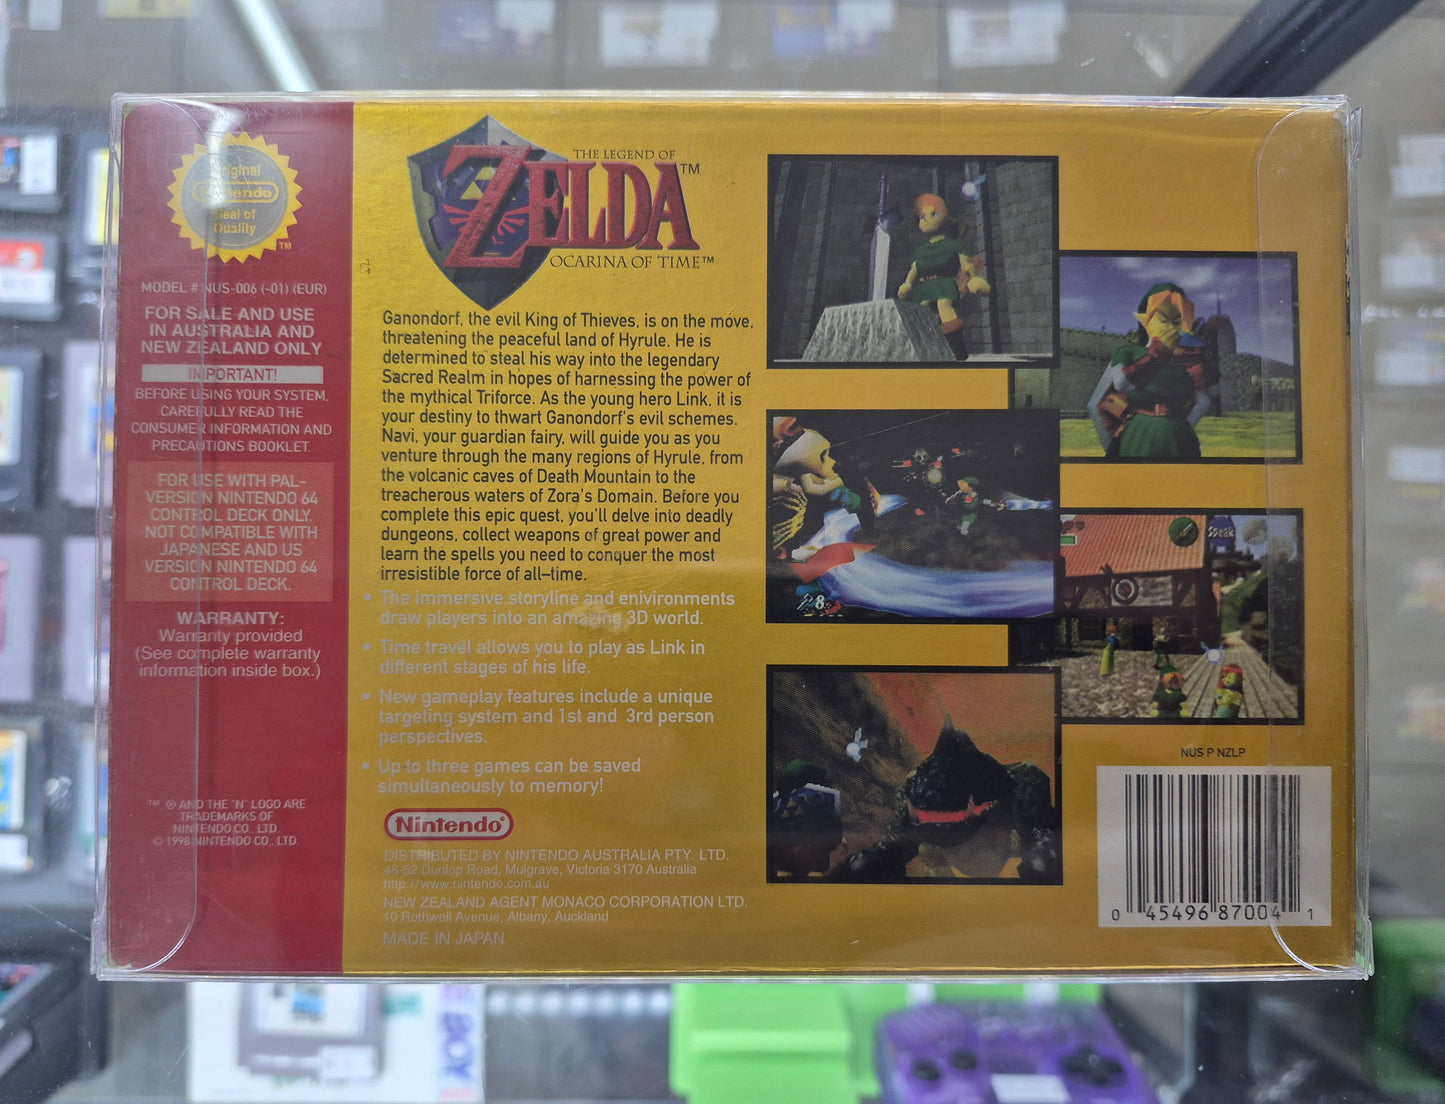 Original
Nintendo
Seal of
Quality
TM
MODEL # NUS-006 (-01) (EUR)
FOR SALE AND USE
IN AUSTRALIA AND
NEW ZEALAND ONLY
IMPORTANT!
BEFORE USING YOUR SYSTEM,
CAREFULLY READ THE
CONSUMER INFORMATION AND
PRECAUTIONS BOOKLET.
FOR USE WITH PAL-
VERSION NINTENDO 64
CONTROL DECK ONLY.
NOT COMPATIBLE WITH
JAPANESE AND US
VERSION NINTENDO 64
CONTROL DECK.
WARRANTY:
Warranty provided
(See complete warranty
information inside box.)
™, ® AND THE "N" LOGO ARE
TRADEMARKS OF
NINTENDO CO., LTD.
© 1998 NINTENDO CO., LTD.
THE LEGEND OF
ZELDA™
OCARINA OF TIME™
Ganondorf, the evil King of Thieves, is on the move,
threatening the peaceful land of Hyrule. He is
determined to steal his way into the legendary
Sacred Realm in hopes of harnessing the power of
the mythical Triforce. As the young hero Link, it is
your destiny to thwart Ganondorf's evil schemes.
Navi, your guardian fairy, will guide you as you
venture through the many regions of Hyrule, from
the volcanic caves of Death Mountain to the
treacherous waters of Zora's Domain. Before you
complete this epic quest, you'll delve into deadly
dungeons, collect weapons of great power and
learn the spells you need to conquer the most
irresistible force of all–time.
• The immersive storyline and enivironments
draw players into an amazing 3D world.
• Time travel allows you to play as Link in
different stages of his life.
• New gameplay features include a unique
targeting system and 1st and 3rd person
perspectives.
• Up to three games can be saved
simultaneously to memory!
Nintendo®
DISTRIBUTED BY NINTENDO AUSTRALIA PTY. LTD.
48-52 Dunlop Road, Mulgrave, Victoria 3170 Australia
http://www.nintendo.com.au
NEW ZEALAND AGENT MONACO CORPORATION LTD.
10 Rothwell Avenue, Albany, Auckland
MADE IN JAPAN
8
Speak
NUS P NZLP
0 45496 87004 1
BOY